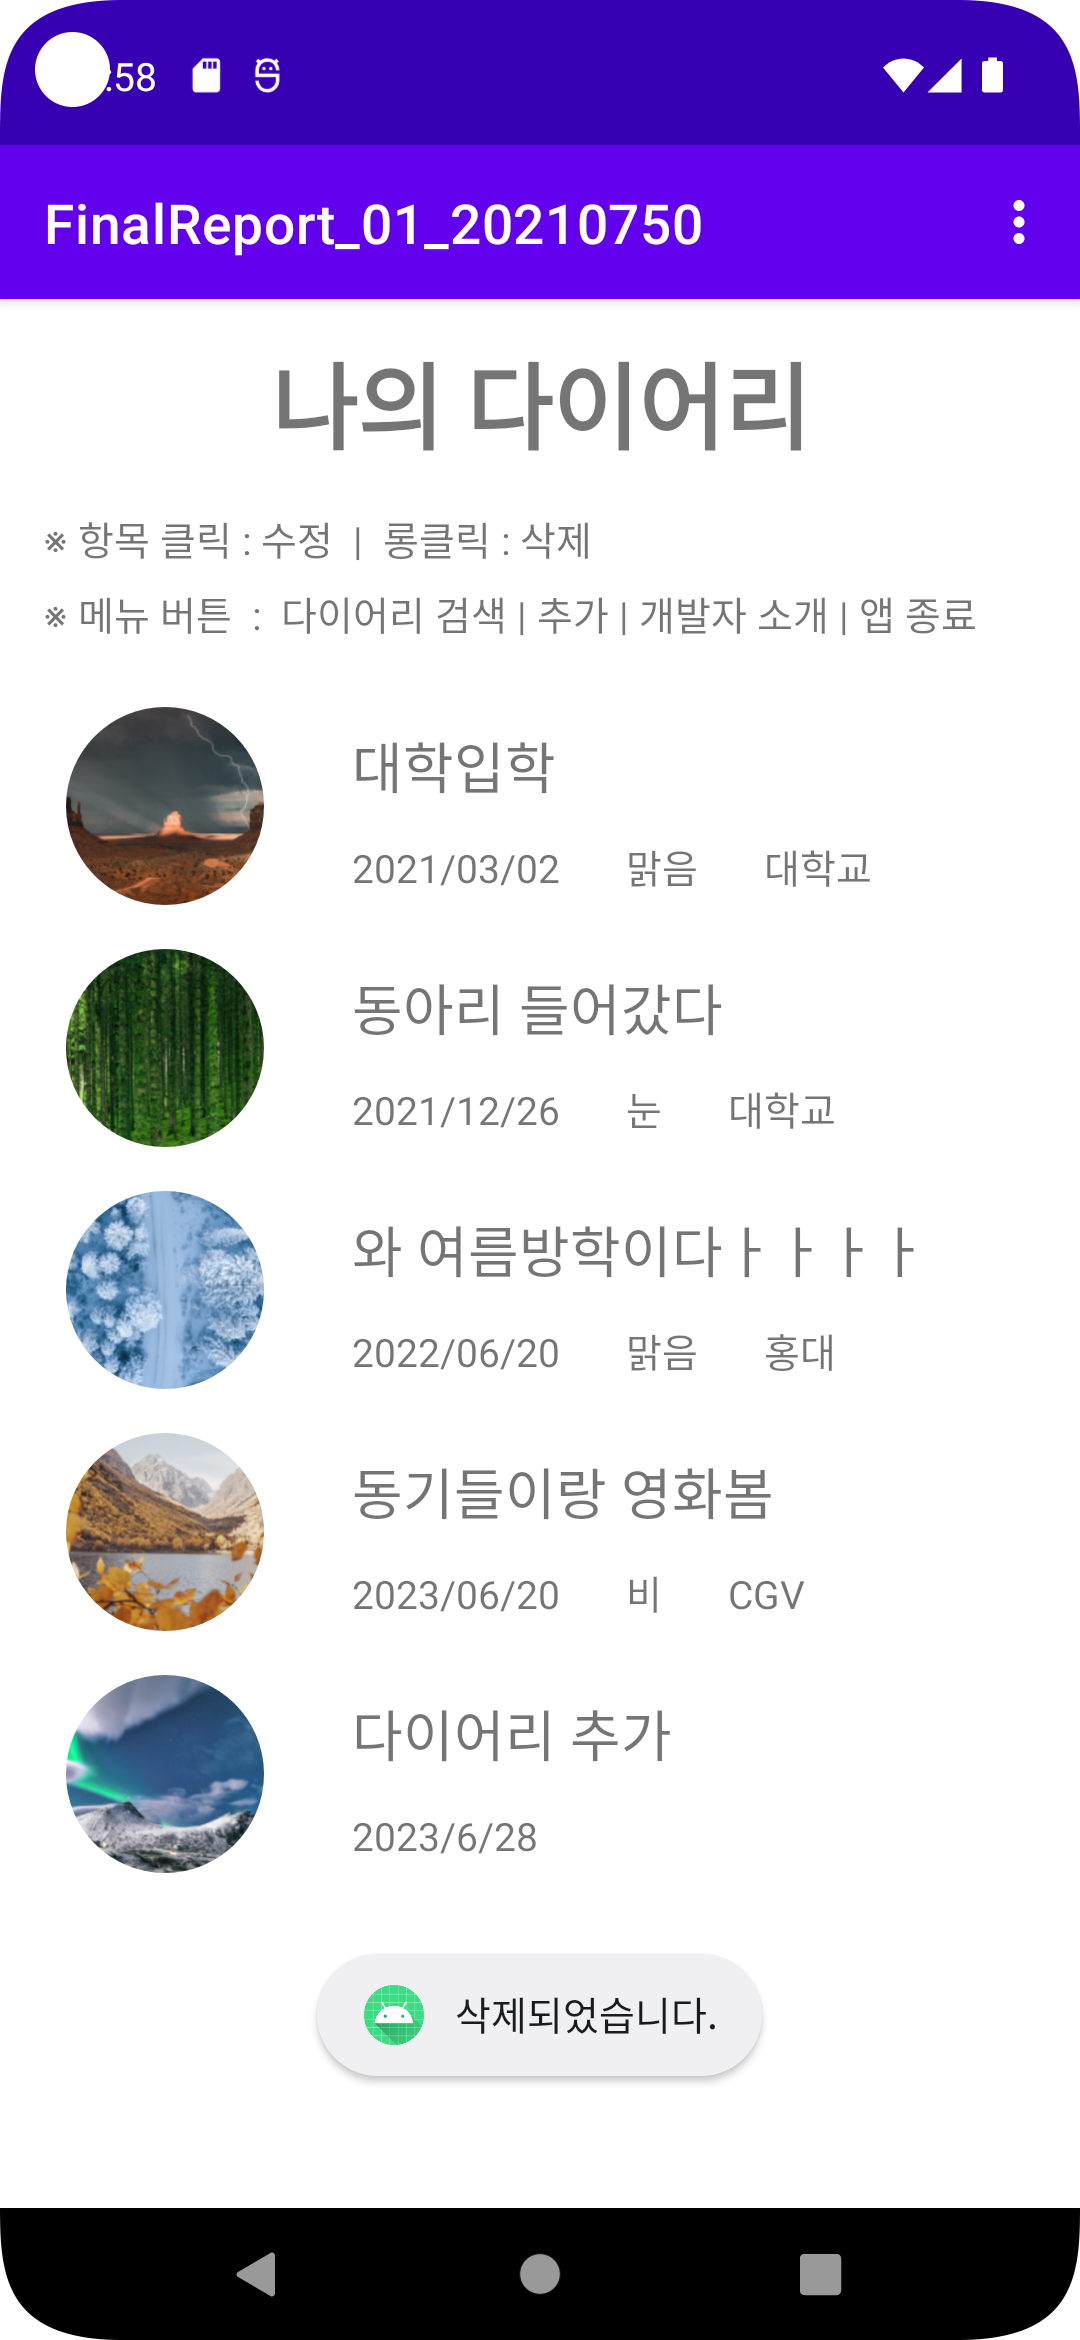 :58
FinalReport_01_20210750
나의 다이어리
※ 항목 클릭 : 수정 | 롱클릭 : 삭제
※ 메뉴 버튼 : 다이어리 검색 | 추가 | 개발자 소개 | 앱 종료
대학입학
2021/03/02 맑음 대학교
동아리 들어갔다
2021/12/26 눈 대학교
와 여름방학이다ㅏㅏㅏㅏ
2022/06/20 맑음 홍대
동기들이랑 영화봄
2023/06/20 비 CGV
다이어리 추가
2023/6/28
삭제되었습니다.